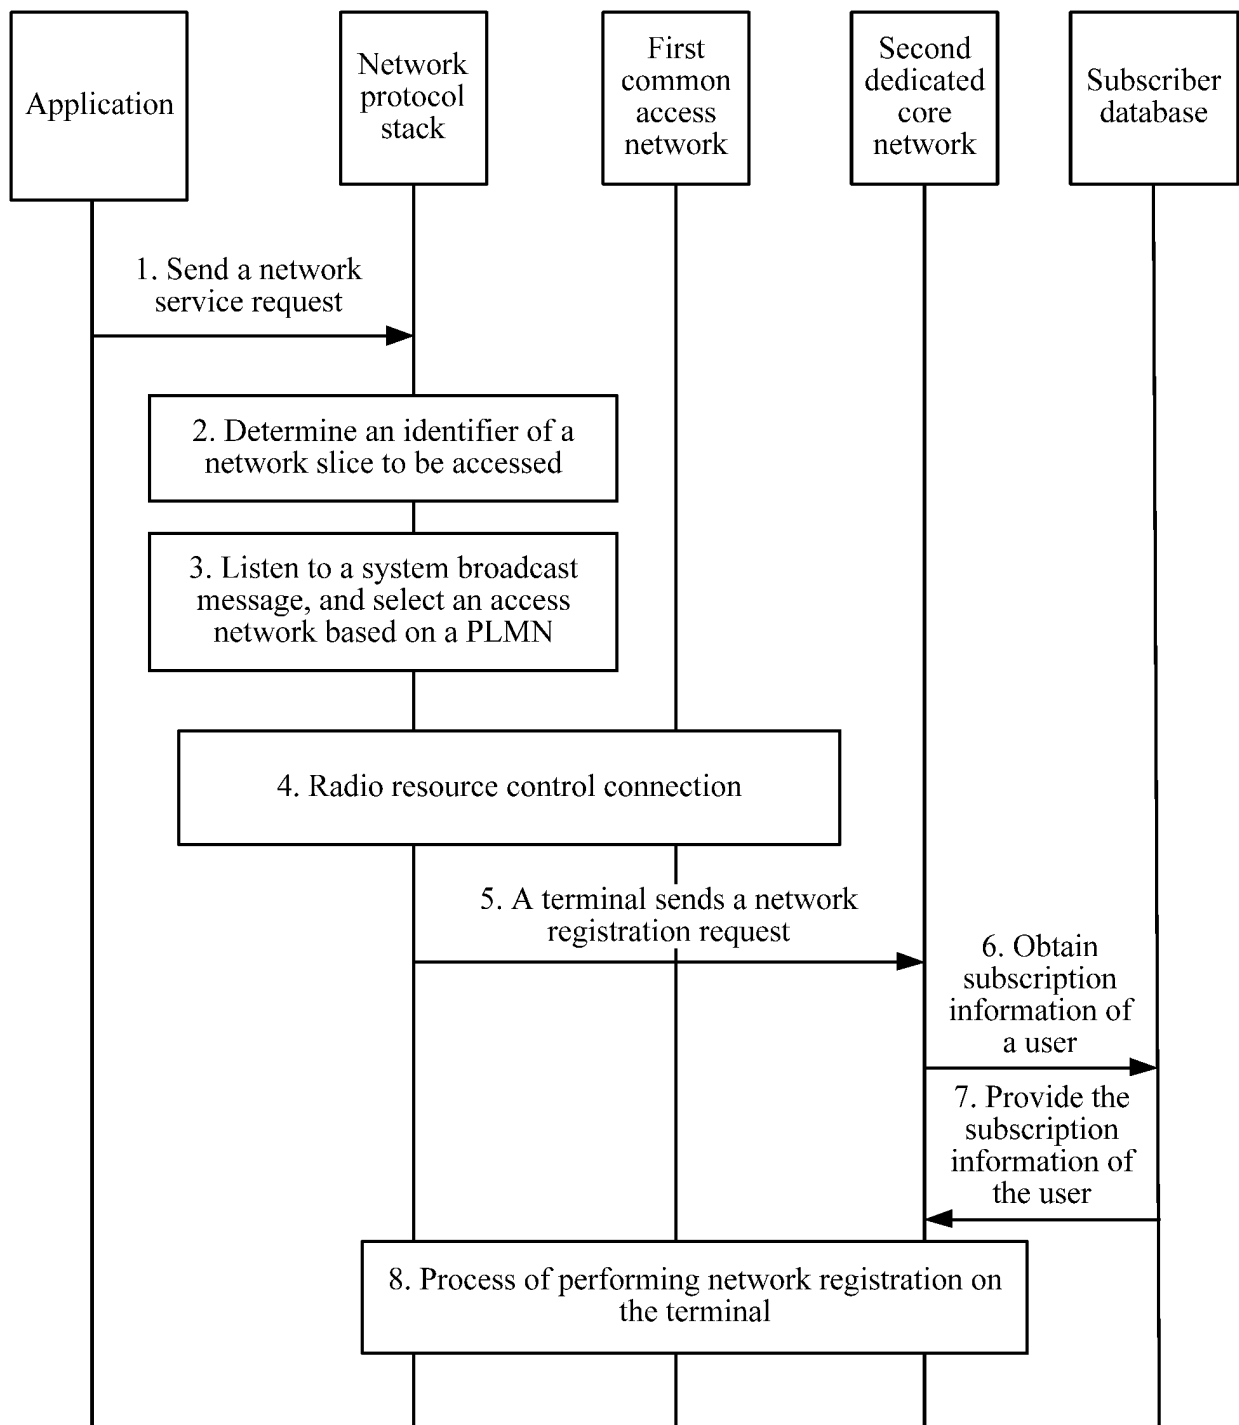 Application
Network
protocol
stack
First
common
access
network
Second
dedicated
core
network
Subscriber
database
1. Send a network
service request
2. Determine an identifier of a
network slice to be accessed
3. Listen to a system broadcast
message, and select an access
network based on a PLMN
4. Radio resource control connection
5. A terminal sends a network
registration request
6. Obtain
subscription
information of
a user
7. Provide the
subscription
information of
the user
8. Process of performing network registration on
the terminal